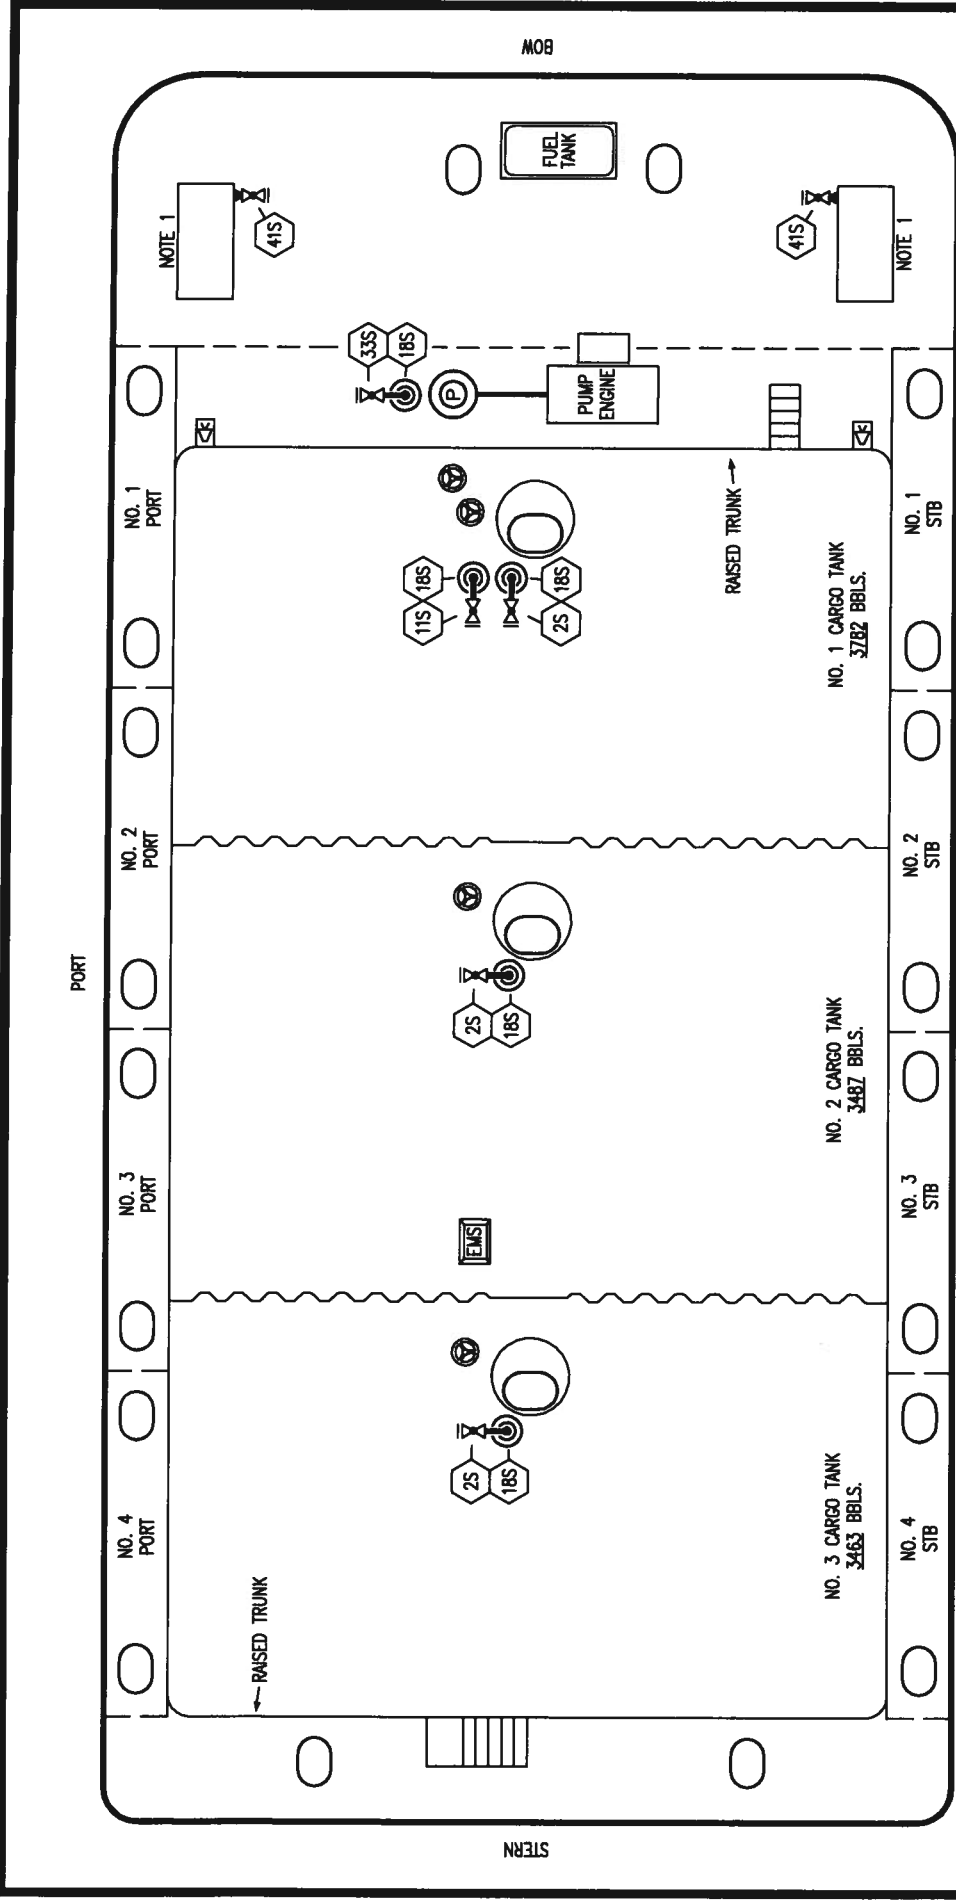 BOW
FUEL
TANK
NOTE 1
41S
41S
NOTE 1
33S
18S
P
PUMP
ENGINE
NO. 1
PORT
RAISED TRUNK
NO. 1
STB
11S
18S
2S
18S
NO. 1 CARGO TANK
3782 BBLS.
NO. 2
PORT
NO. 2
STB
PORT
2S
18S
NO. 2 CARGO TANK
3487 BBLS.
NO. 3
PORT
EMS
NO. 3
STB
NO. 4
PORT
2S
18S
NO. 3 CARGO TANK
3463 BBLS.
NO. 4
STB
RAISED TRUNK
STERN